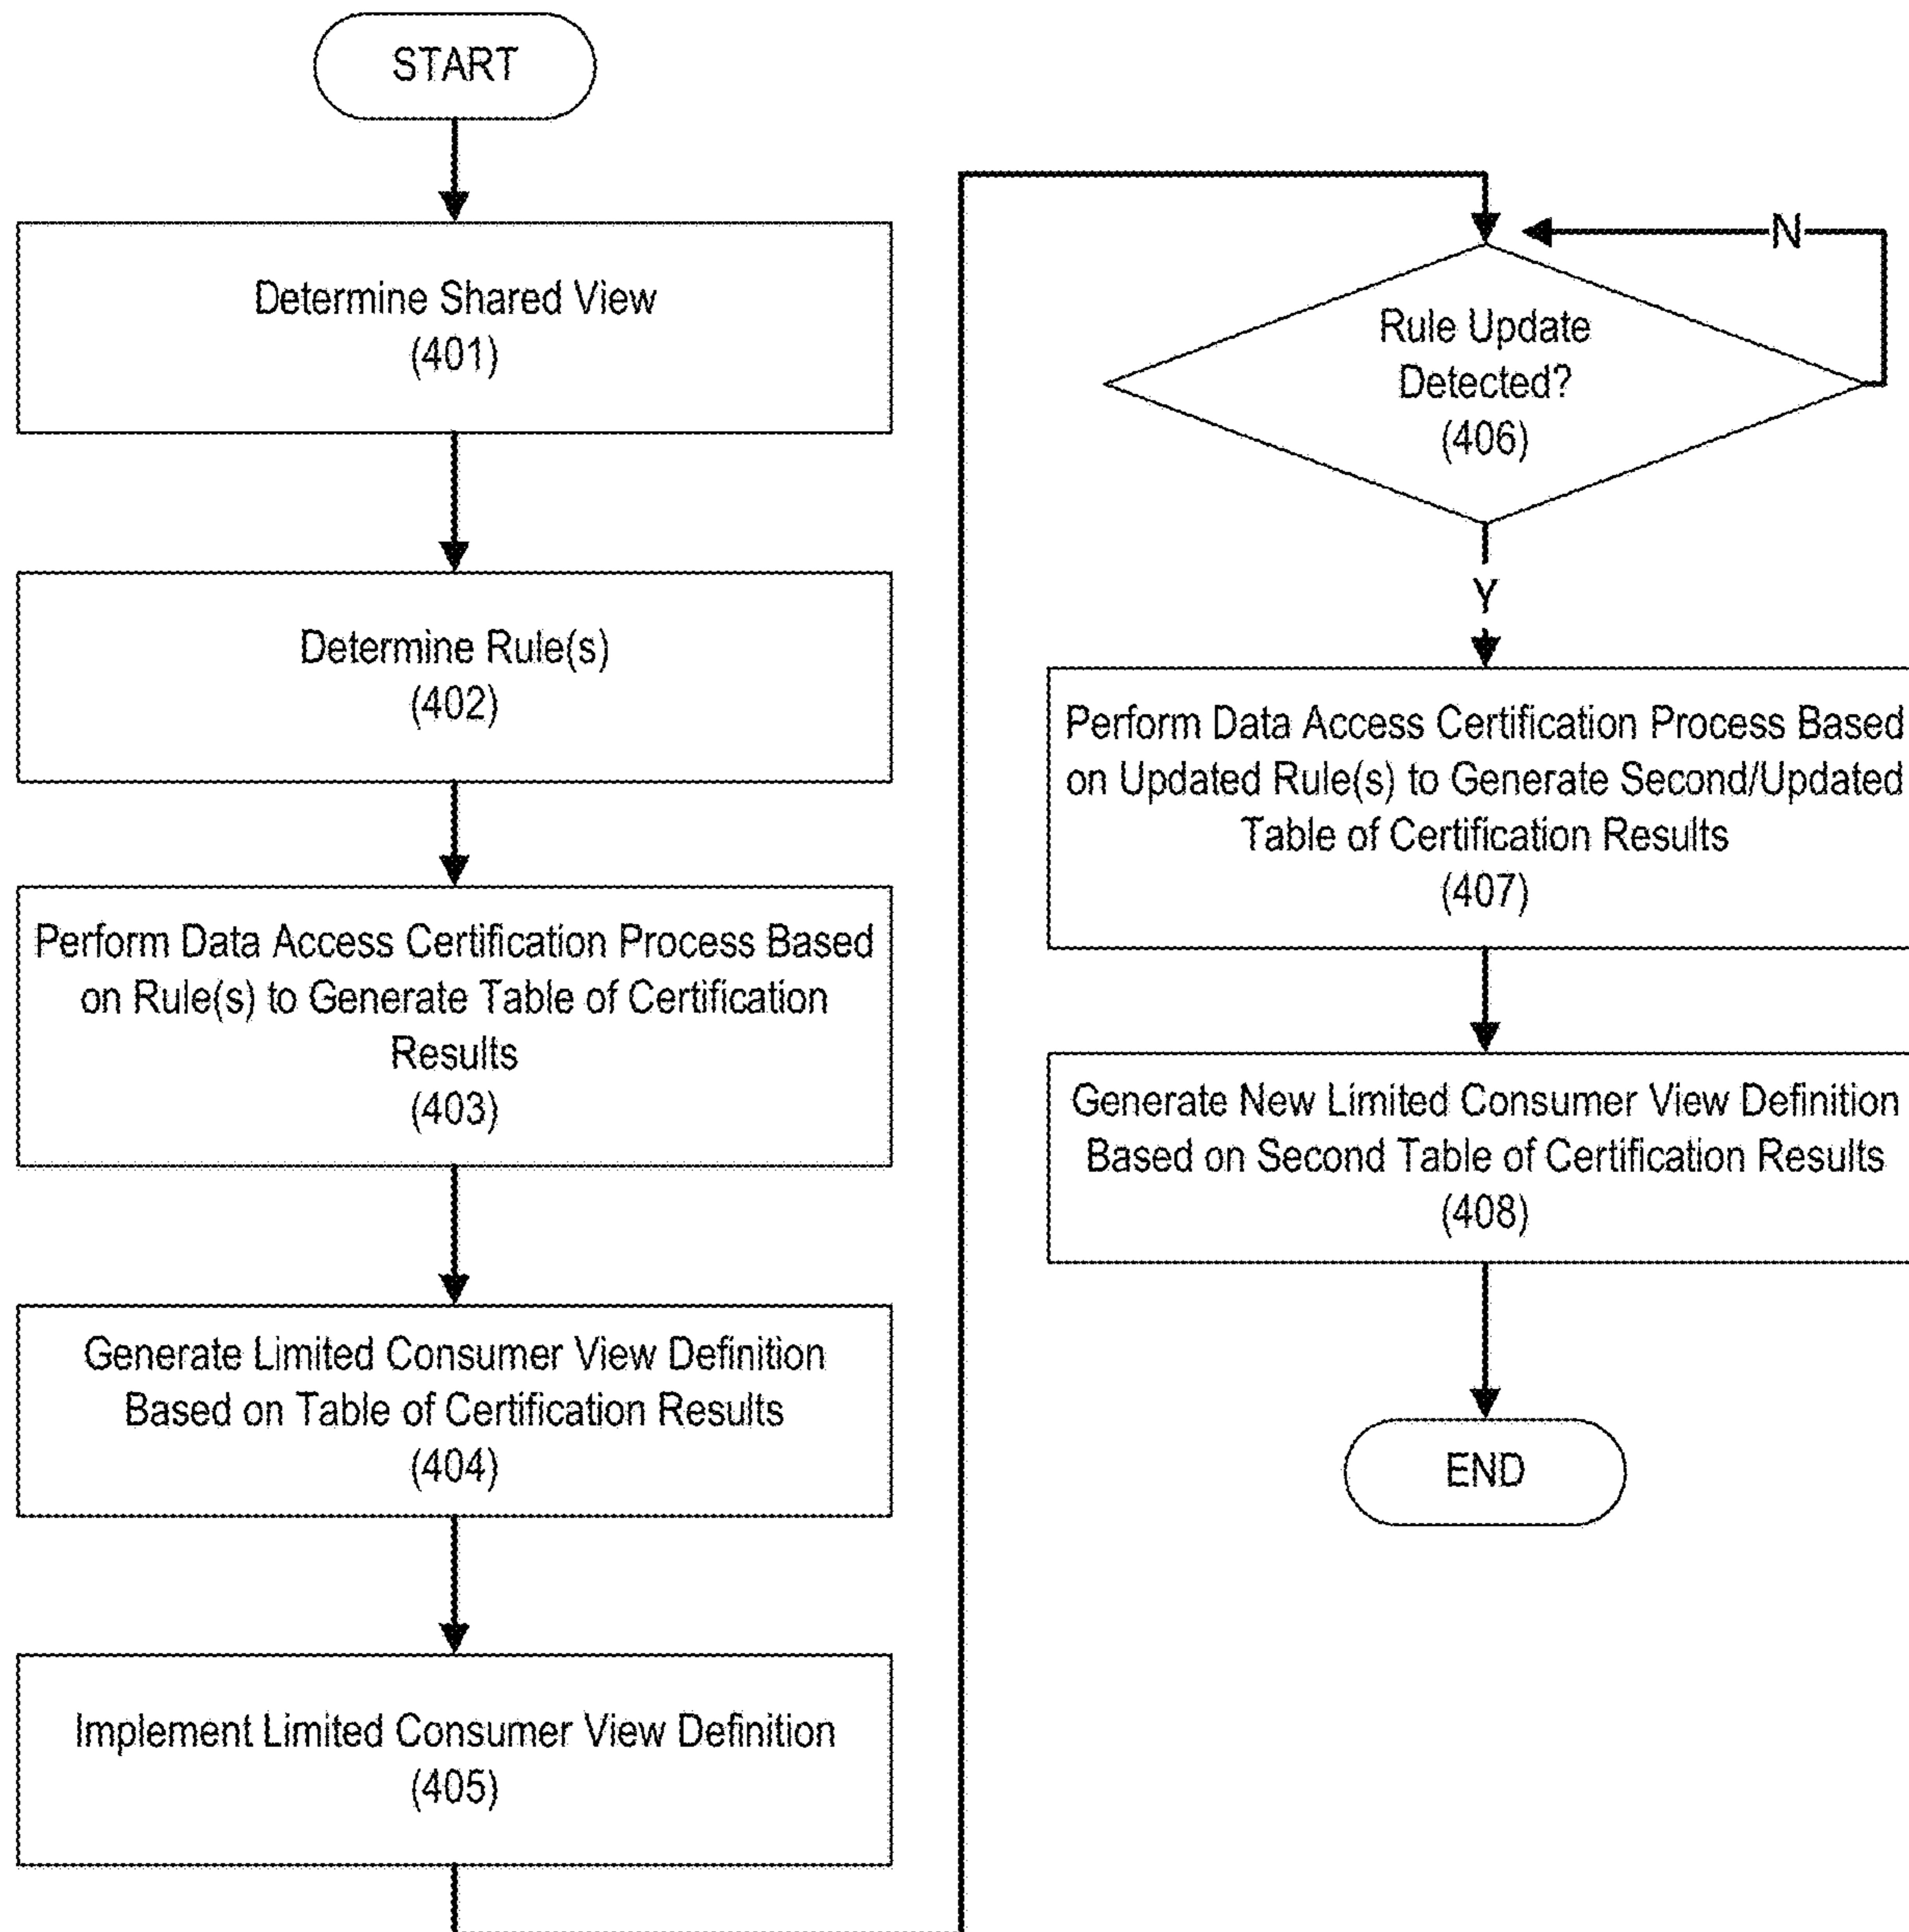 START
Determine Shared View
(401)
Determine Rule(s)
(402)
Perform Data Access Certification Process Based
on Rule(s) to Generate Table of Certification
Results
(403)
Generate Limited Consumer View Definition
Based on Table of Certification Results
(404)
Implement Limited Consumer View Definition
(405)
N
Rule Update
Detected?
(406)
Y
Perform Data Access Certification Process Based
on Updated Rule(s) to Generate Second/Updated
Table of Certification Results
(407)
Generate New Limited Consumer View Definition
Based on Second Table of Certification Results
(408)
END